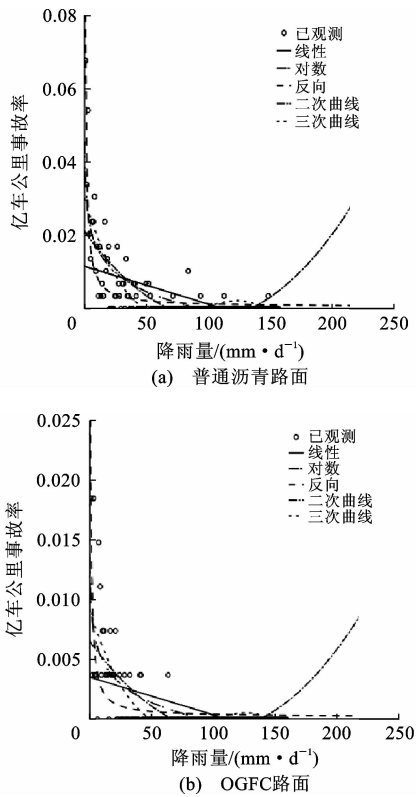 0.08
0.06
0.04
0.02
0
亿车公里事故率
已观测
线性
对数
反向
二次曲线
三次曲线
0 50 100 150 200 250
降雨量/(mm·d⁻¹)
(a) 普通沥青路面
0.025
0.020
0.015
0.010
0.005
0.000
亿车公里事故率
已观测
线性
对数
反向
二次曲线
三次曲线
0 50 100 150 200 250
降雨量/(mm·d⁻¹)
(b) OGFC路面